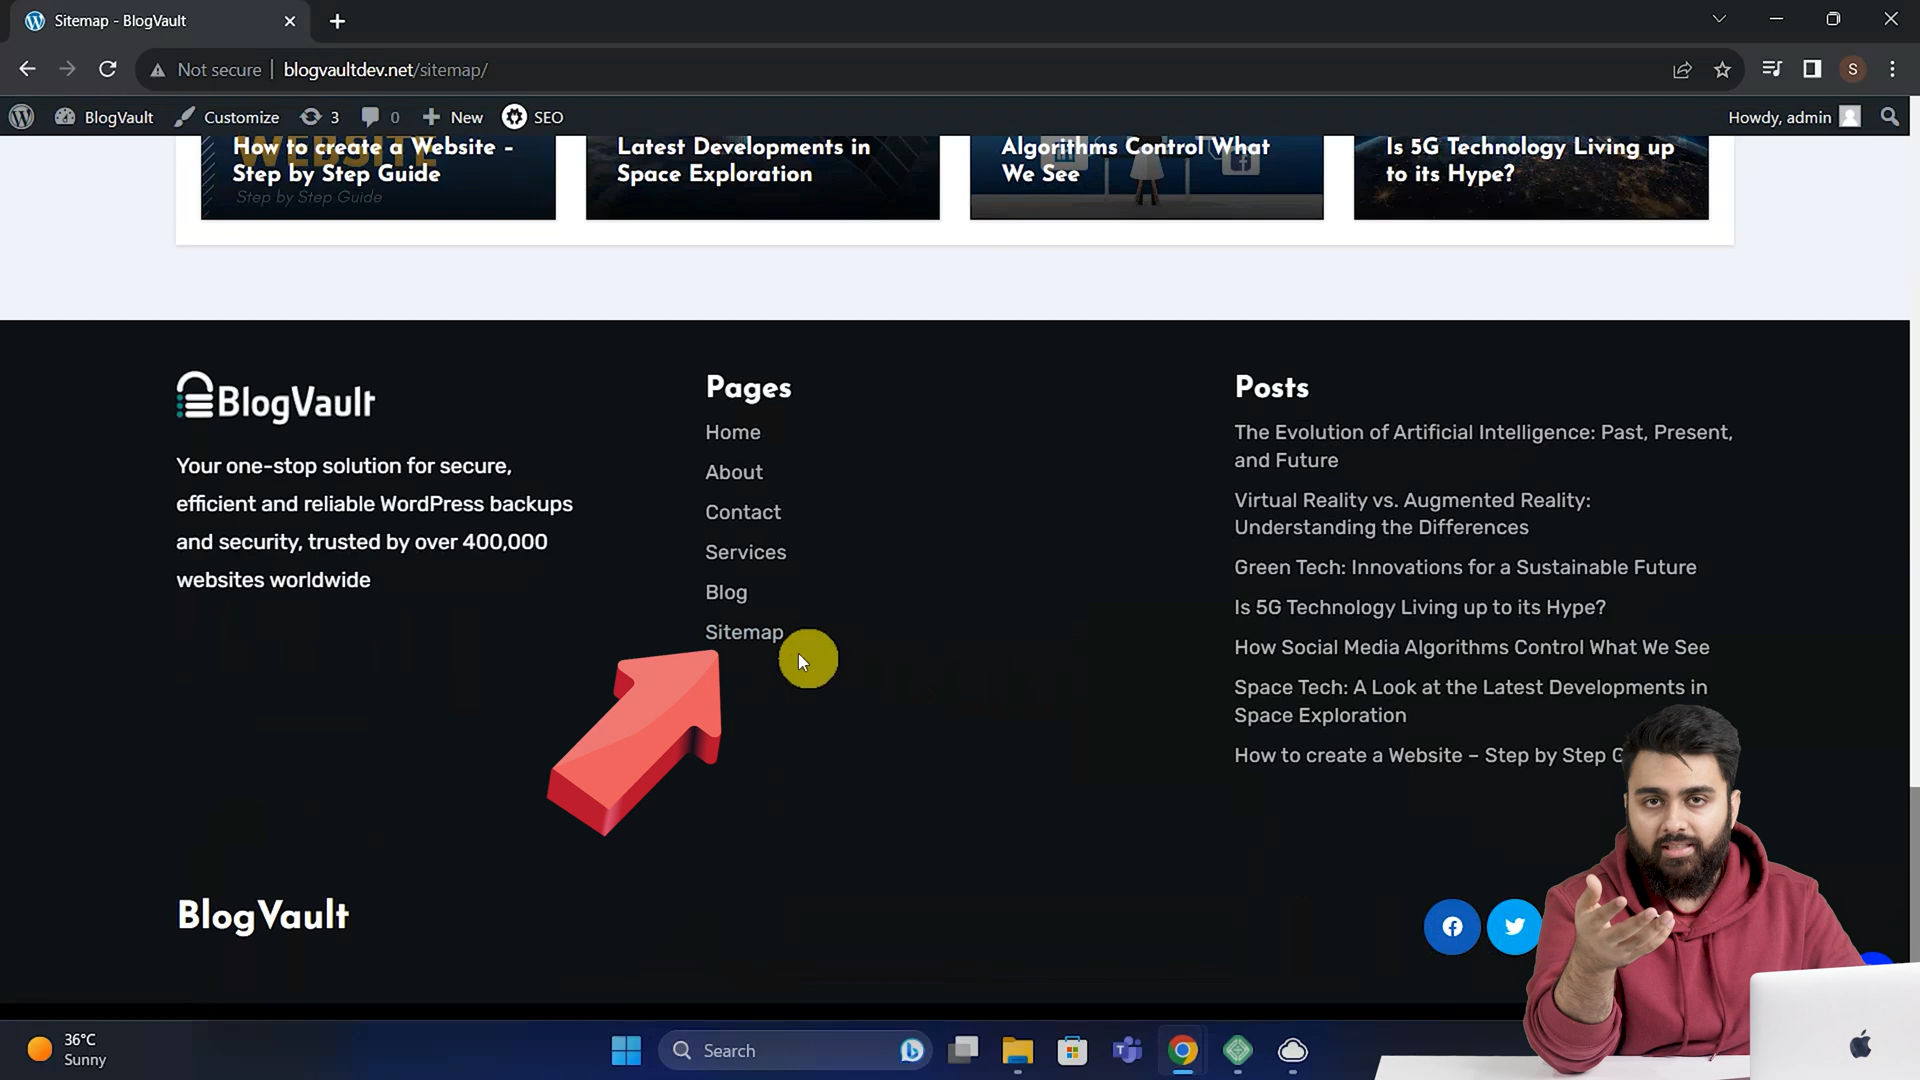 Sitemap - BlogVault
Not secure
blogvaultdev.net/sitemap/
S
BlogVault
Customize
3
0
New
SEO
Howdy, admin
WEBSITE
How to create a Website –
Step by Step Guide
Step by Step Guide
Latest Developments in
Space Exploration
Algorithms Control What
We See
Is 5G Technology Living up
to its Hype?
BlogVault
Your one-stop solution for secure,
efficient and reliable WordPress backups
and security, trusted by over 400,000
websites worldwide
Pages
Home
About
Contact
Services
Blog
Sitemap
Posts
The Evolution of Artificial Intelligence: Past, Present,
and Future
Virtual Reality vs. Augmented Reality:
Understanding the Differences
Green Tech: Innovations for a Sustainable Future
Is 5G Technology Living up to its Hype?
How Social Media Algorithms Control What We See
Space Tech: A Look at the Latest Developments in
Space Exploration
How to create a Website – Step by Step
BlogVault
36°C
Sunny
Search